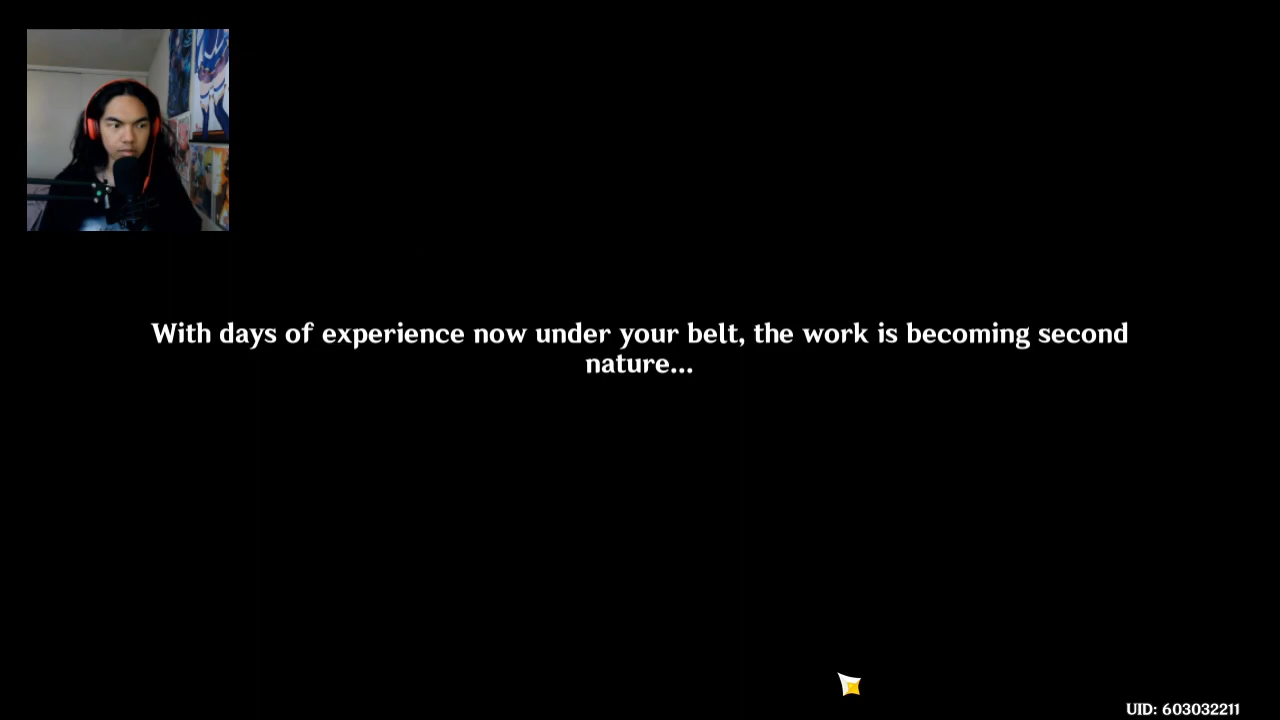 With days of experience now under your belt, the work is becoming second
nature...
UID: 603032211